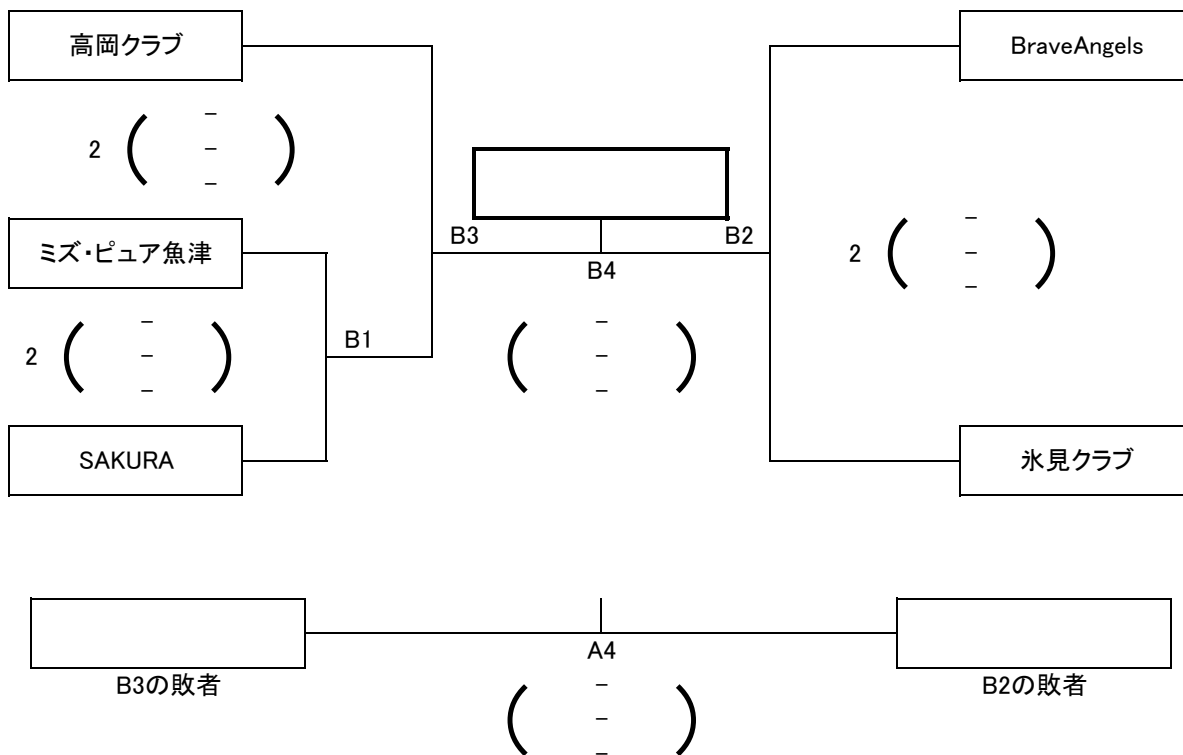 高岡クラブ
BraveAngels
2 ( - )
-
-
ミズ・ピュア魚津
B3
B2
B4
2 ( - )
-
-
2 ( - )
-
-
B1
( - )
-
-
SAKURA
氷見クラブ
A4
B3の敗者
B2の敗者
( - )
-
-